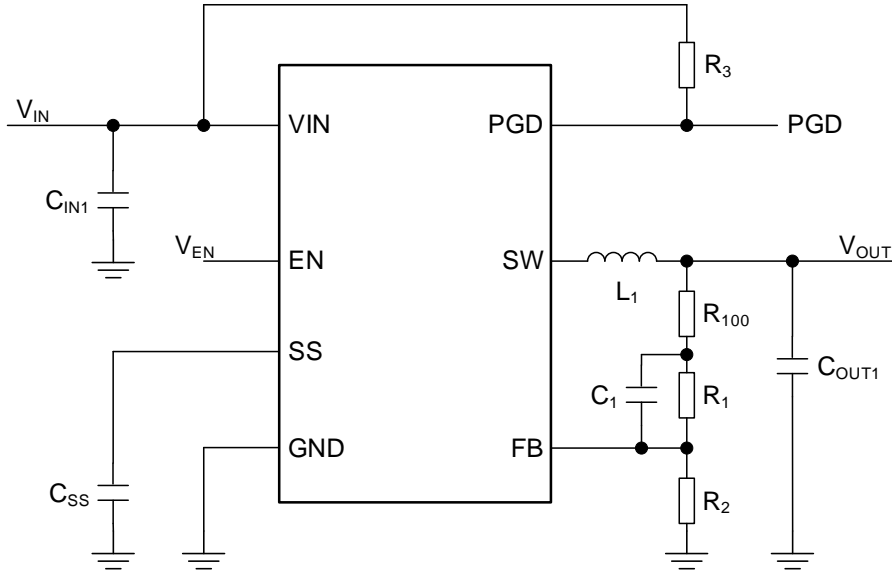 R3
VIN
VIN
PGD
PGD
CIN1
VEN
EN
SW
VOUT
L1
R100
SS
C1
R1
COUT1
GND
FB
CSS
R2